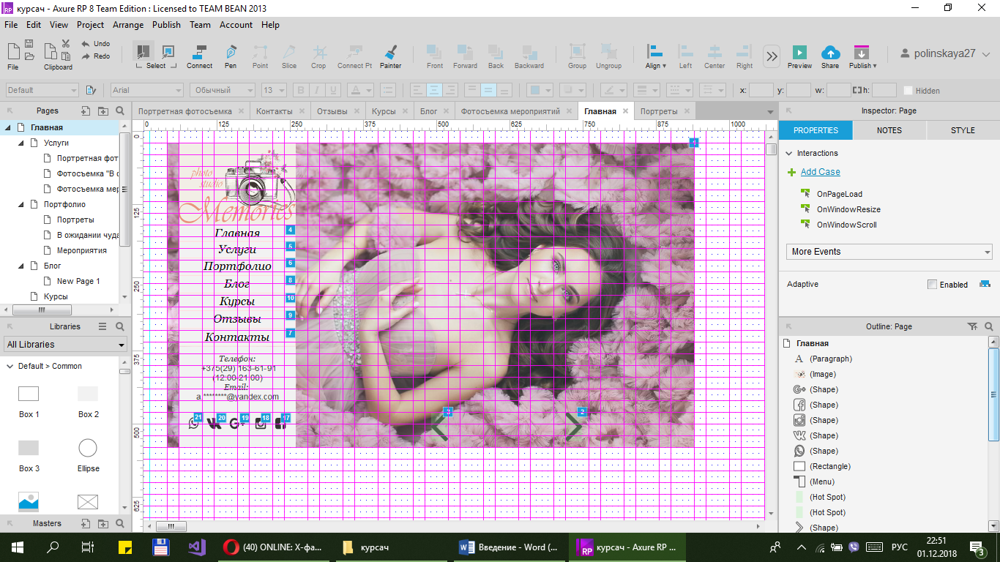 курсач - Axure RP 8 Team Edition : Licensed to TEAM BEAN 2013
File Edit View Project Arrange Publish Team Account Help
Undo
Redo
File Clipboard Select Connect Pen Point Slice Crop Connect Pt Painter Front Forward Back Backward Group Ungroup Align Left Center Right Preview Share Publish polinskaya27
Default Arial Обычный 13 B I U A x: y: w: h: Hidden
Pages
Портретная фотосъемка Контакты Отзывы Курсы Блог Фотосъемка мероприятий Главная Портреты
Inspector: Page
0 125 250 375 500 625 750 875 1000
PROPERTIES NOTES STYLE
Главная
Услуги
Портретная фот
Фотосъемка "В о
Фотосъемка мер
Портфолио
Портреты
В ожидании чуда
Мероприятия
Блог
New Page 1
Курсы
Libraries
All Libraries
Default > Common
Box 1 Box 2
Box 3 Ellipse
Masters
0
125
250
375
500
625
photo
studio
Memories
Главная 4
Услуги 5
Портфолио 6
Блог 8
Курсы 10
Отзывы 9
Контакты 7
Телефон:
+375(29) 163-61-91
(12:00-21:00)
Email:
a.********@yandex.com
21 20 19 18 17
1
3 2
Interactions
Add Case
OnPageLoad
OnWindowResize
OnWindowScroll
More Events
Adaptive Enabled
Outline: Page
Главная
(Paragraph)
(Image)
(Shape)
(Shape)
(Shape)
(Shape)
(Shape)
(Rectangle)
(Menu)
(Hot Spot)
(Hot Spot)
(Shape)
(40) ONLINE: Х-фа...
курсач
Введение - Word (...
курсач - Axure RP ...
РУС
22:51
01.12.2018
3